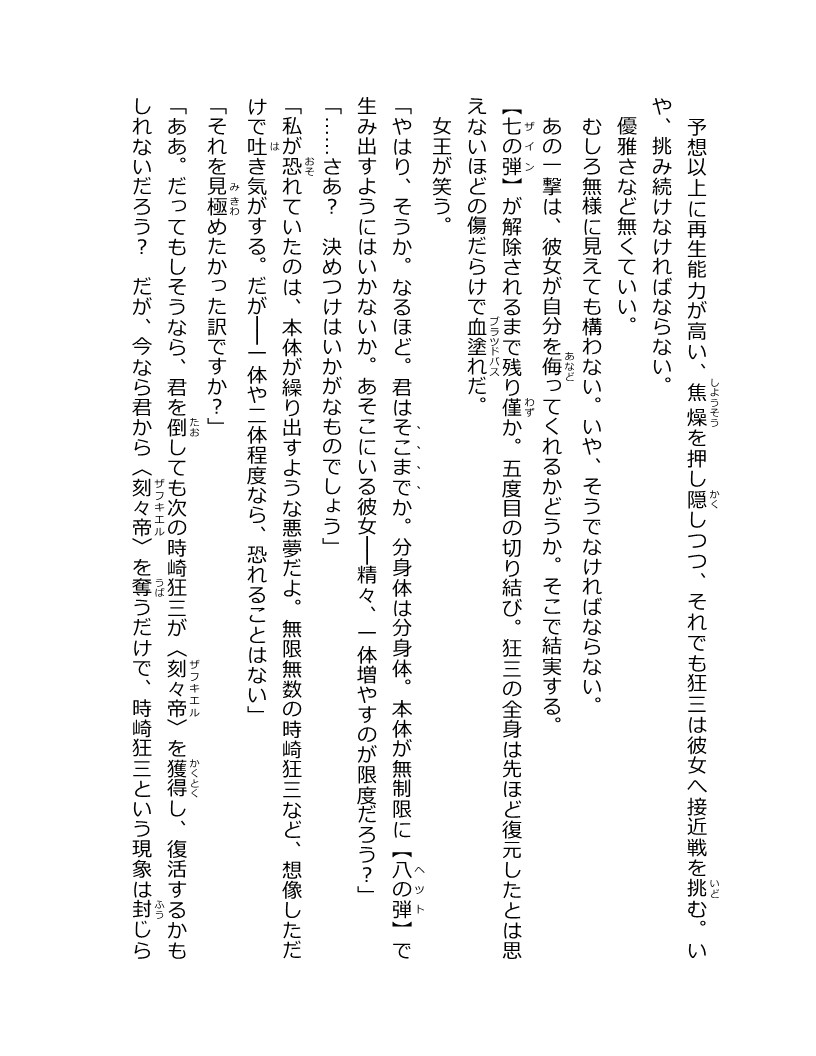 予想以上に再生能力が高い、焦燥を押し隠しつつ、それでも狂三は彼女へ接近戦を挑む。い
や、挑み続けなければならない。
優雅さなど無くていい。
むしろ無様に見えても構わない。いや、そうでなければならない。
あの一撃は、彼女が自分を侮ってくれるかどうか。そこで結実する。
【七の弾】が解除されるまで残り僅か。五度目の切り結び。狂三の全身は先ほど復元したとは思
えないほどの傷だらけで血塗れだ。
女王が笑う。
「やはり、そうか。なるほど。君はそこまでか。分身体は分身体。本体が無制限に【八の弾】で
生み出すようにはいかないか。あそこにいる彼女──精々、一体増やすのが限度だろう？」
「……さあ？　決めつけはいかがなものでしょう」
「私が恐れていたのは、本体が繰り出すような悪夢だよ。無限無数の時崎狂三など、想像しただ
けで吐き気がする。だが──一体や二体程度なら、恐れることはない」
「それを見極めたかった訳ですか？」
「ああ。だってもしそうなら、君を倒しても次の時崎狂三が〈刻々帝〉を獲得し、復活するかも
しれないだろう？　だが、今なら君から〈刻々帝〉を奪うだけで、時崎狂三という現象は封じら